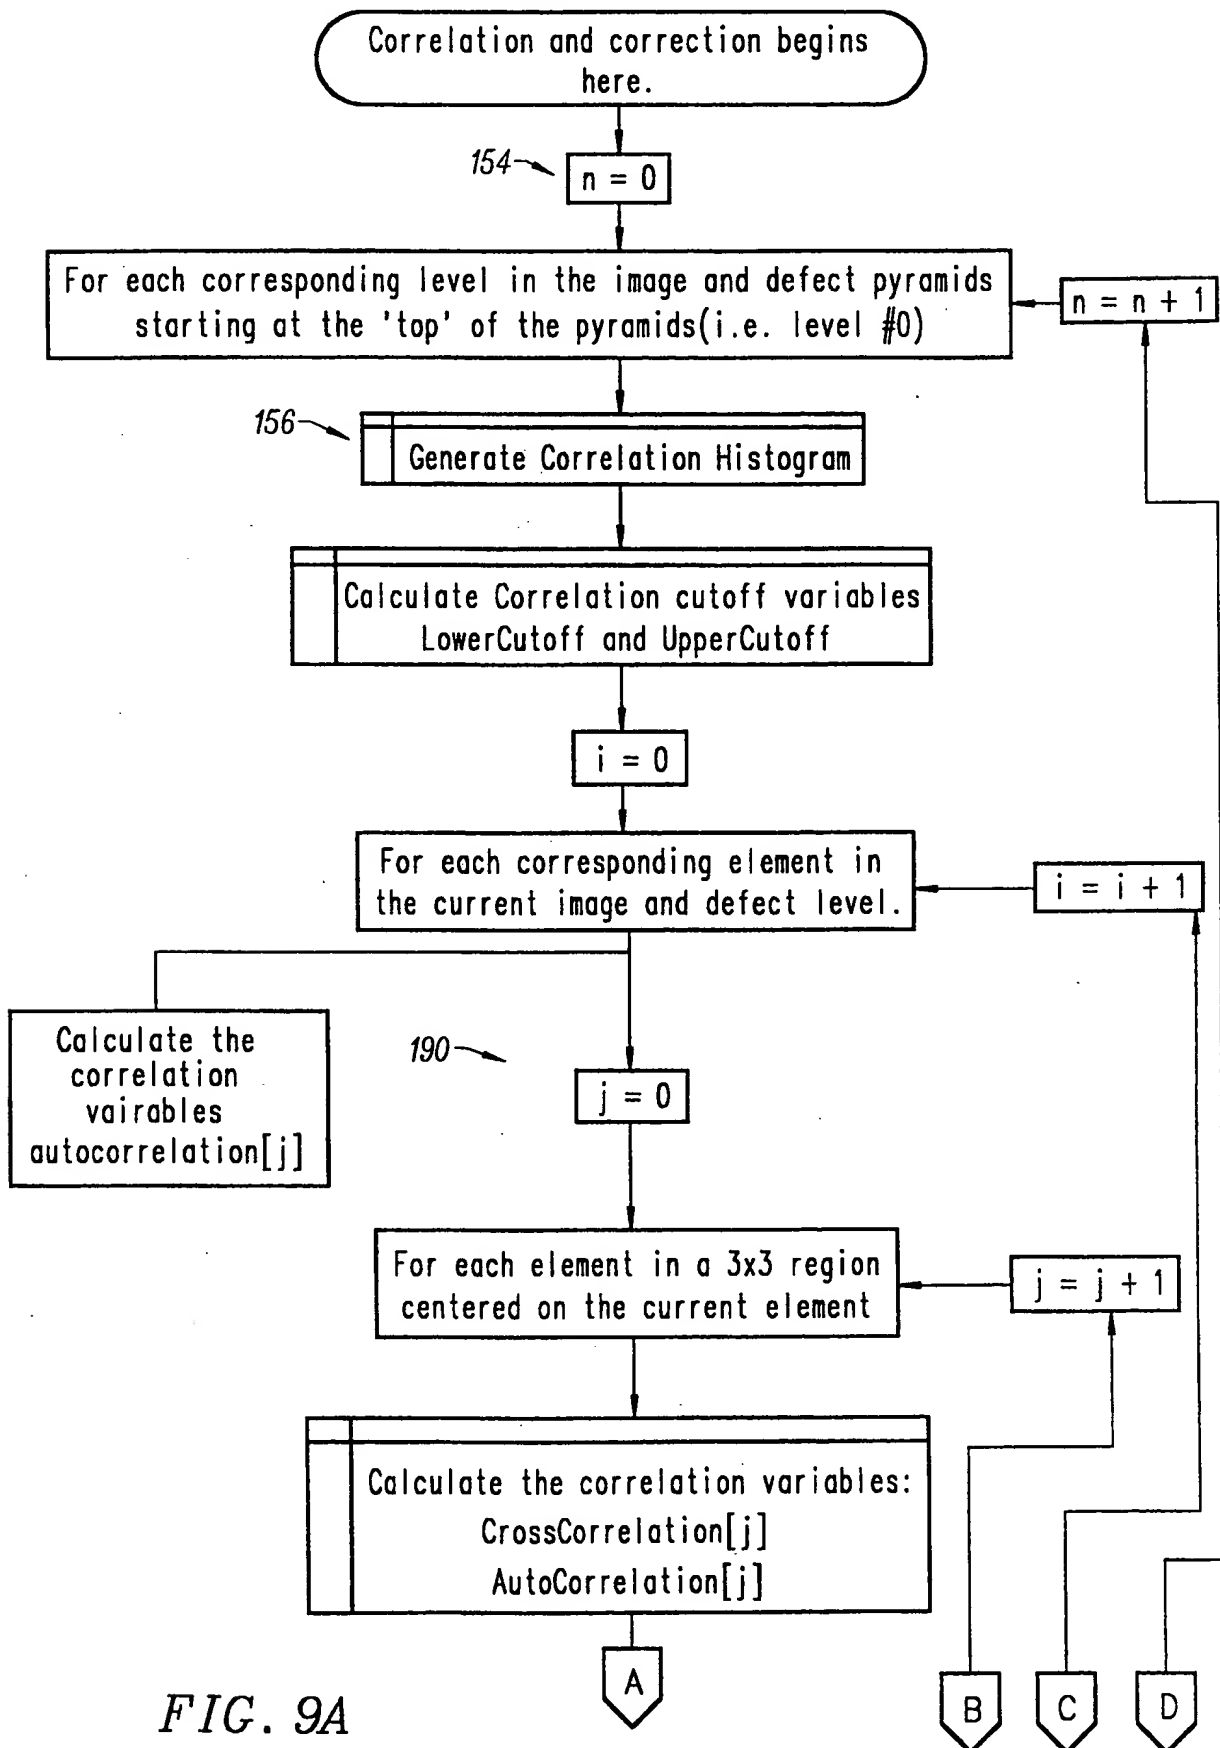 Correlation and correction begins
here.
154
n = 0
For each corresponding level in the image and defect pyramids
starting at the 'top' of the pyramids(i.e. level #0)
n = n + 1
156
Generate Correlation Histogram
Calculate Correlation cutoff variables
LowerCutoff and UpperCutoff
i = 0
For each corresponding element in
the current image and defect level.
i = i + 1
Calculate the
correlation
vairables
autocorrelation[j]
190
j = 0
For each element in a 3x3 region
centered on the current element
j = j + 1
Calculate the correlation variables:
CrossCorrelation[j]
AutoCorrelation[j]
A
B
C
D
FIG. 9A